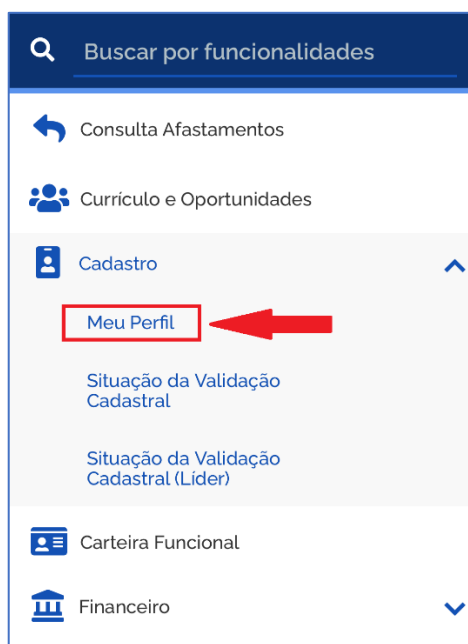 Buscar por funcionalidades
Consulta Afastamentos
Currículo e Oportunidades
Cadastro
Meu Perfil
Situação da Validação
Cadastral
Situação da Validação
Cadastral (Líder)
Carteira Funcional
Financeiro